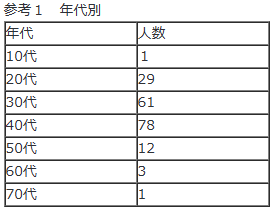 参考１　年代別
年代 人数
10代 1
20代 29
30代 61
40代 78
50代 12
60代 3
70代 1